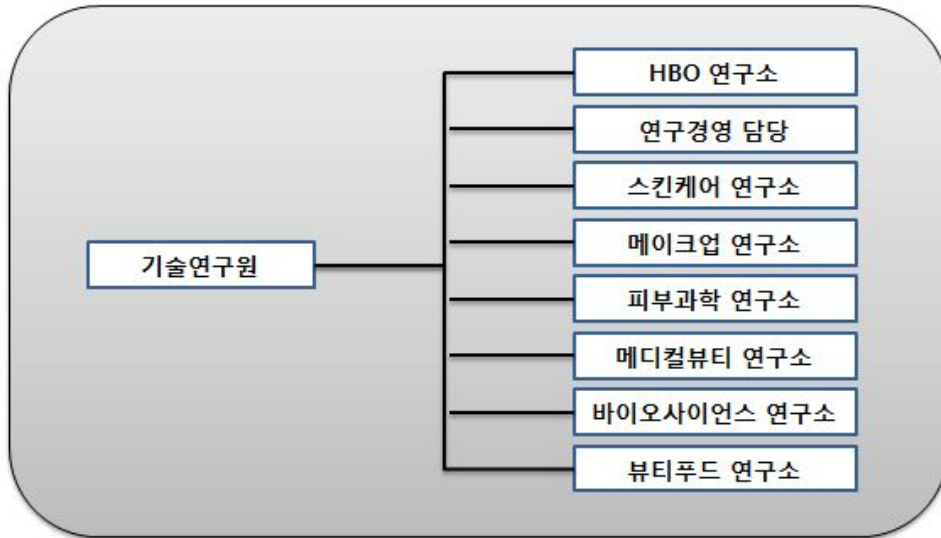 HBO 연구소
연구경영 담당
스킨케어 연구소
메이크업 연구소
기술연구원
피부과학 연구소
메디컬뷰티 연구소
바이오사이언스 연구소
뷰티푸드 연구소